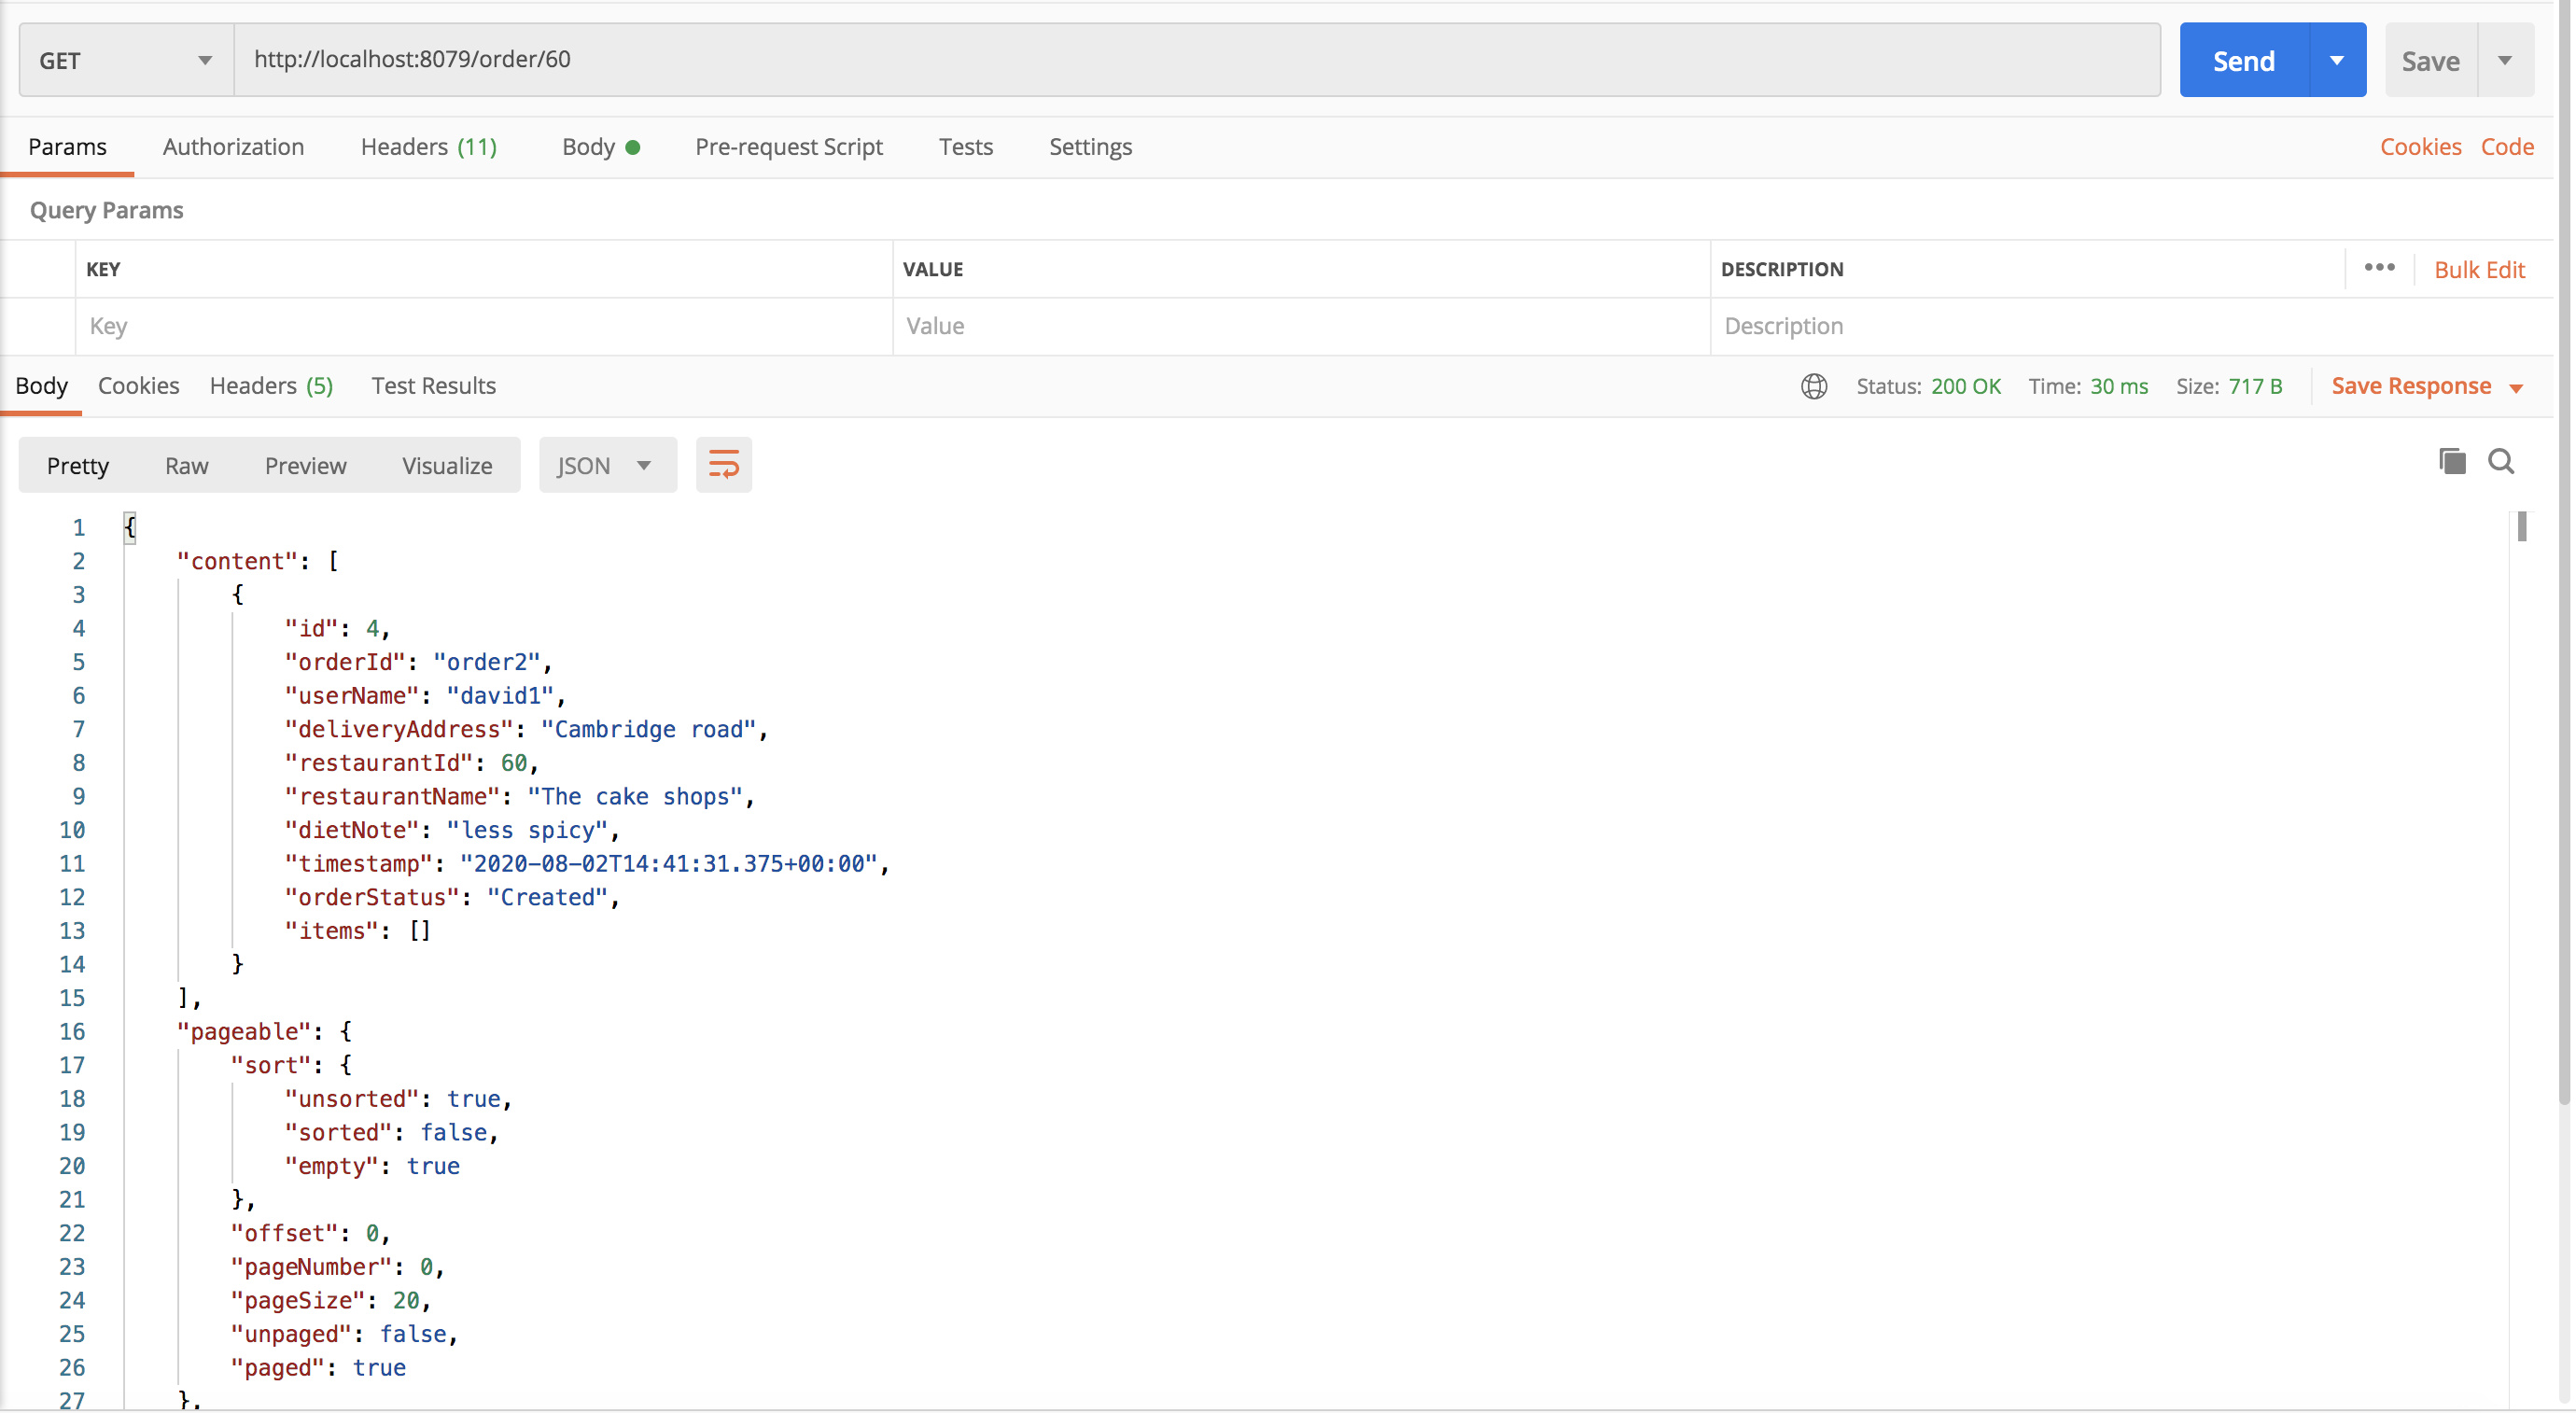 GET http://localhost:8079/order/60 Send Save
Params Authorization Headers (11) Body Pre-request Script Tests Settings Cookies Code
Query Params
KEY VALUE DESCRIPTION ••• Bulk Edit
Key Value Description
Body Cookies Headers (5) Test Results Status: 200 OK Time: 30 ms Size: 717 B Save Response
Pretty Raw Preview Visualize JSON
1 {
2 "content": [
3 {
4 "id": 4,
5 "orderId": "order2",
6 "userName": "david1",
7 "deliveryAddress": "Cambridge road",
8 "restaurantId": 60,
9 "restaurantName": "The cake shops",
10 "dietNote": "less spicy",
11 "timestamp": "2020-08-02T14:41:31.375+00:00",
12 "orderStatus": "Created",
13 "items": []
14 }
15 ],
16 "pageable": {
17 "sort": {
18 "unsorted": true,
19 "sorted": false,
20 "empty": true
21 },
22 "offset": 0,
23 "pageNumber": 0,
24 "pageSize": 20,
25 "unpaged": false,
26 "paged": true
27 },